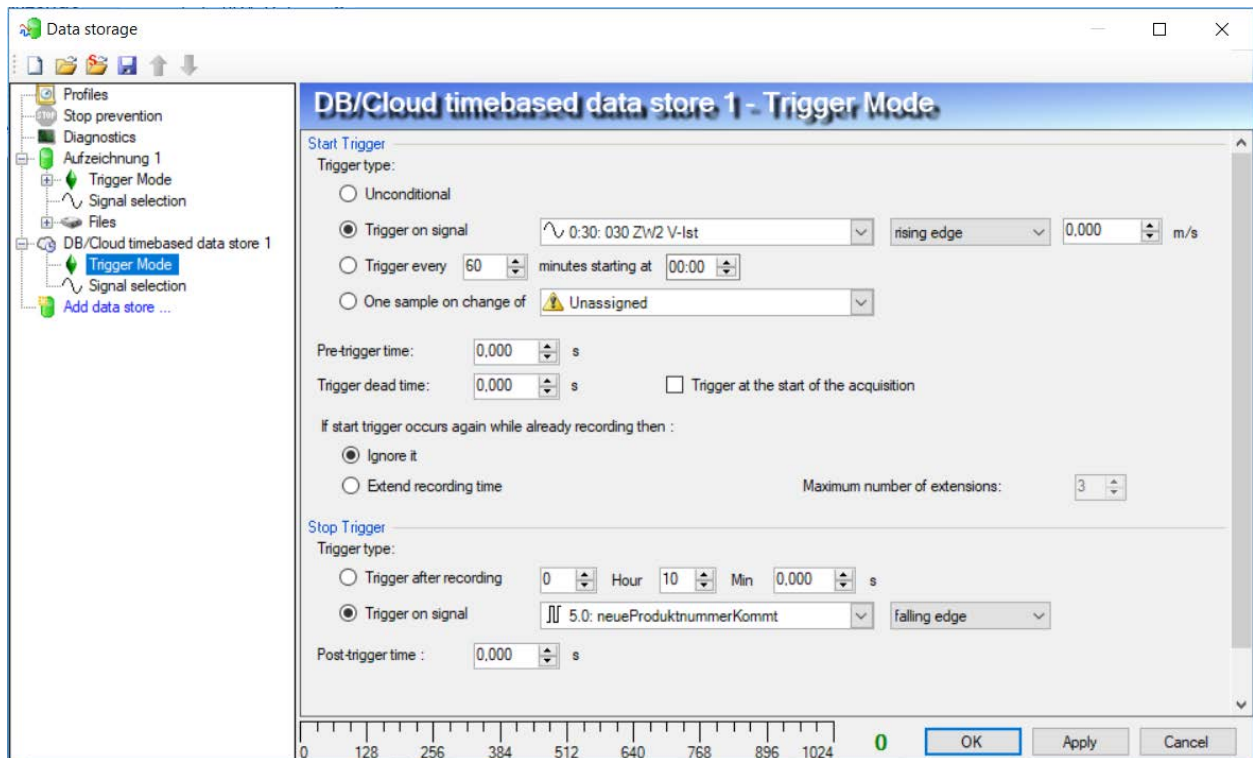 Data storage
Profiles
STOP Stop prevention
Diagnostics
Aufzeichnung 1
Trigger Mode
Signal selection
Files
DB/Cloud timebased data store 1
Trigger Mode
Signal selection
Add data store ...
DB/Cloud timebased data store 1 - Trigger Mode
Start Trigger
Trigger type:
Unconditional
Trigger on signal 0:30: 030 ZW2 V-Ist rising edge 0,000 m/s
Trigger every 60 minutes starting at 00:00
One sample on change of Unassigned
Pre-trigger time: 0,000 s
Trigger dead time: 0,000 s Trigger at the start of the acquisition
If start trigger occurs again while already recording then :
Ignore it
Extend recording time Maximum number of extensions: 3
Stop Trigger
Trigger type:
Trigger after recording 0 Hour 10 Min 0,000 s
Trigger on signal 5.0: neueProduktnummerKommt falling edge
Post-trigger time : 0,000 s
0 128 256 384 512 640 768 896 1024 0 OK Apply Cancel